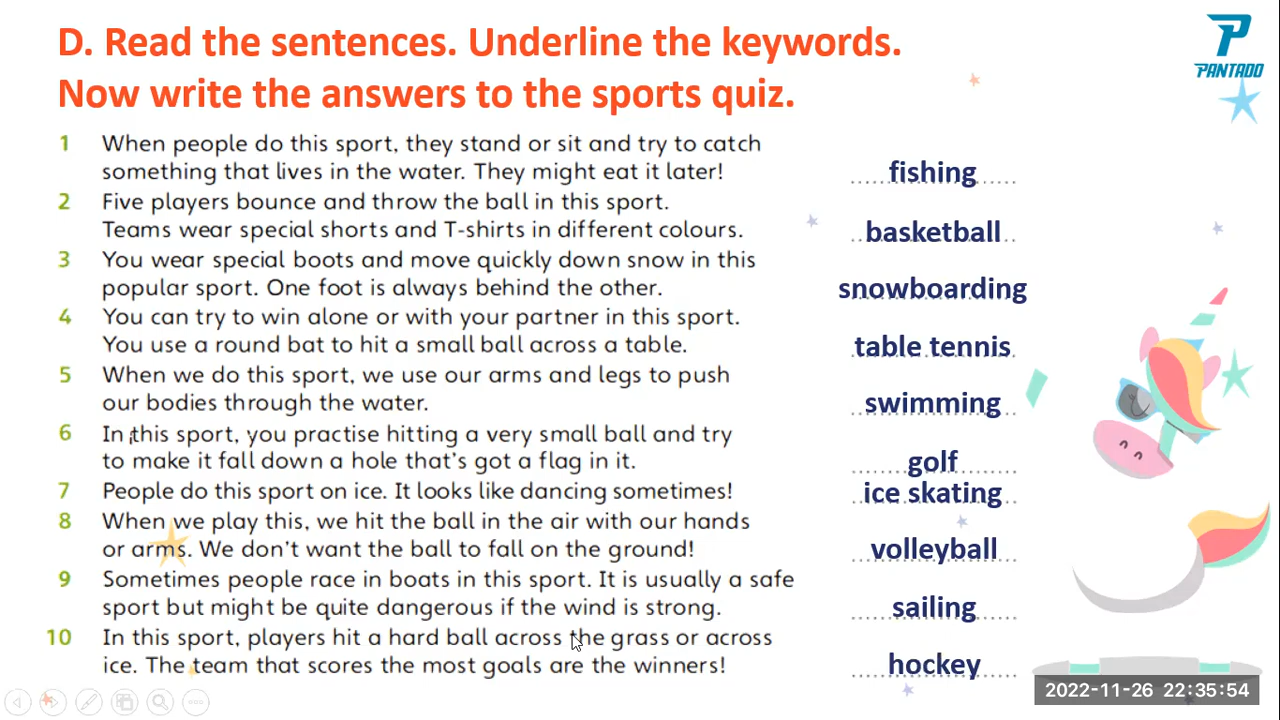 D. Read the sentences. Underline the keywords.
Now write the answers to the sports quiz.
PANTADO
1 When people do this sport, they stand or sit and try to catch
something that lives in the water. They might eat it later!
fishing
2 Five players bounce and throw the ball in this sport.
Teams wear special shorts and T-shirts in different colours.
basketball
3 You wear special boots and move quickly down snow in this
popular sport. One foot is always behind the other.
snowboarding
4 You can try to win alone or with your partner in this sport.
You use a round bat to hit a small ball across a table.
table tennis
5 When we do this sport, we use our arms and legs to push
our bodies through the water.
swimming
6 In this sport, you practise hitting a very small ball and try
to make it fall down a hole that's got a flag in it.
golf
7 People do this sport on ice. It looks like dancing sometimes!
ice skating
8 When we play this, we hit the ball in the air with our hands
or arms. We don't want the ball to fall on the ground!
volleyball
9 Sometimes people race in boats in this sport. It is usually a safe
sport but might be quite dangerous if the wind is strong.
sailing
10 In this sport, players hit a hard ball across the grass or across
ice. The team that scores the most goals are the winners!
hockey
2022-11-26 22:35:54